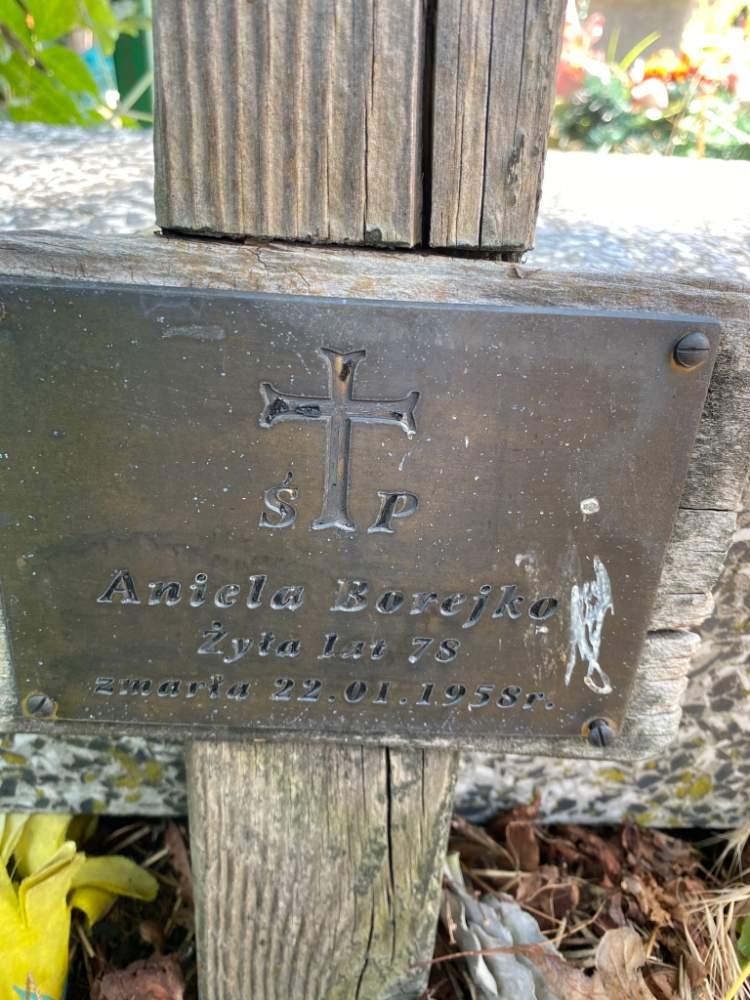 Ś P
Aniela Borejko
Żyła lat 78
zmarła 22.01.1958r.